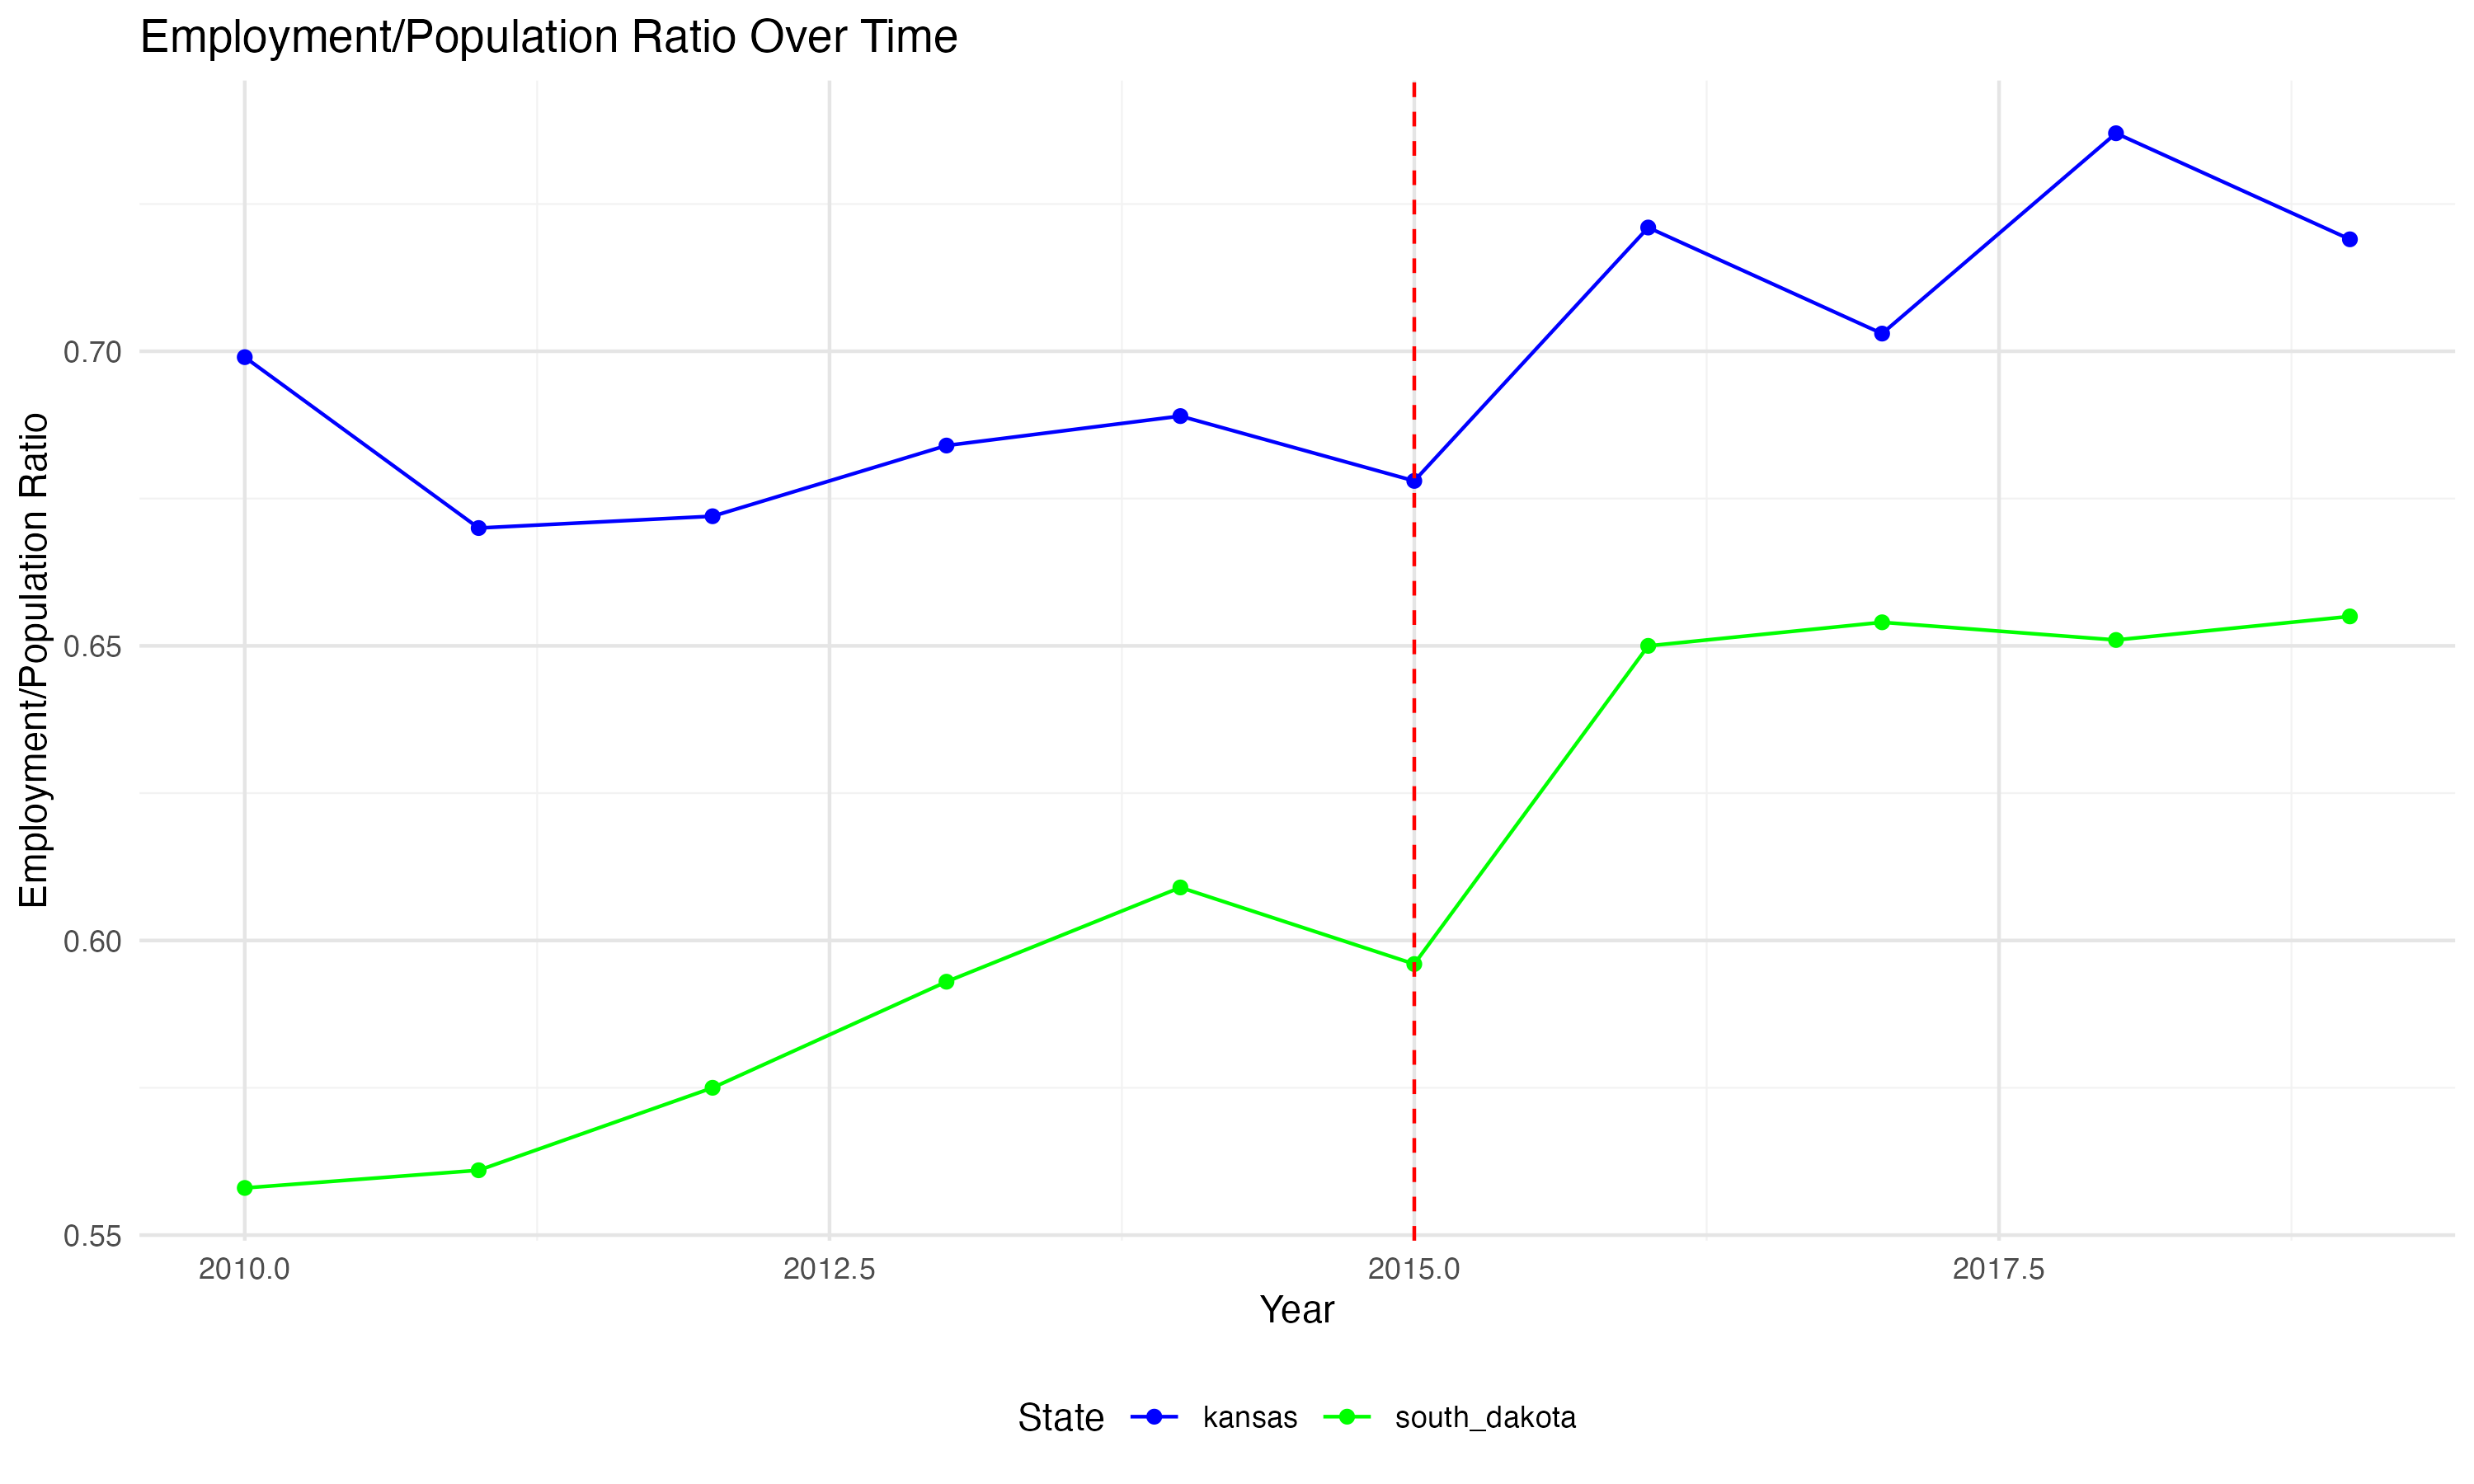 Employment/Population Ratio Over Time
Employment/Population Ratio
0.70
0.65
0.60
0.55
2010.0 2012.5 2015.0 2017.5
Year
State kansas south_dakota